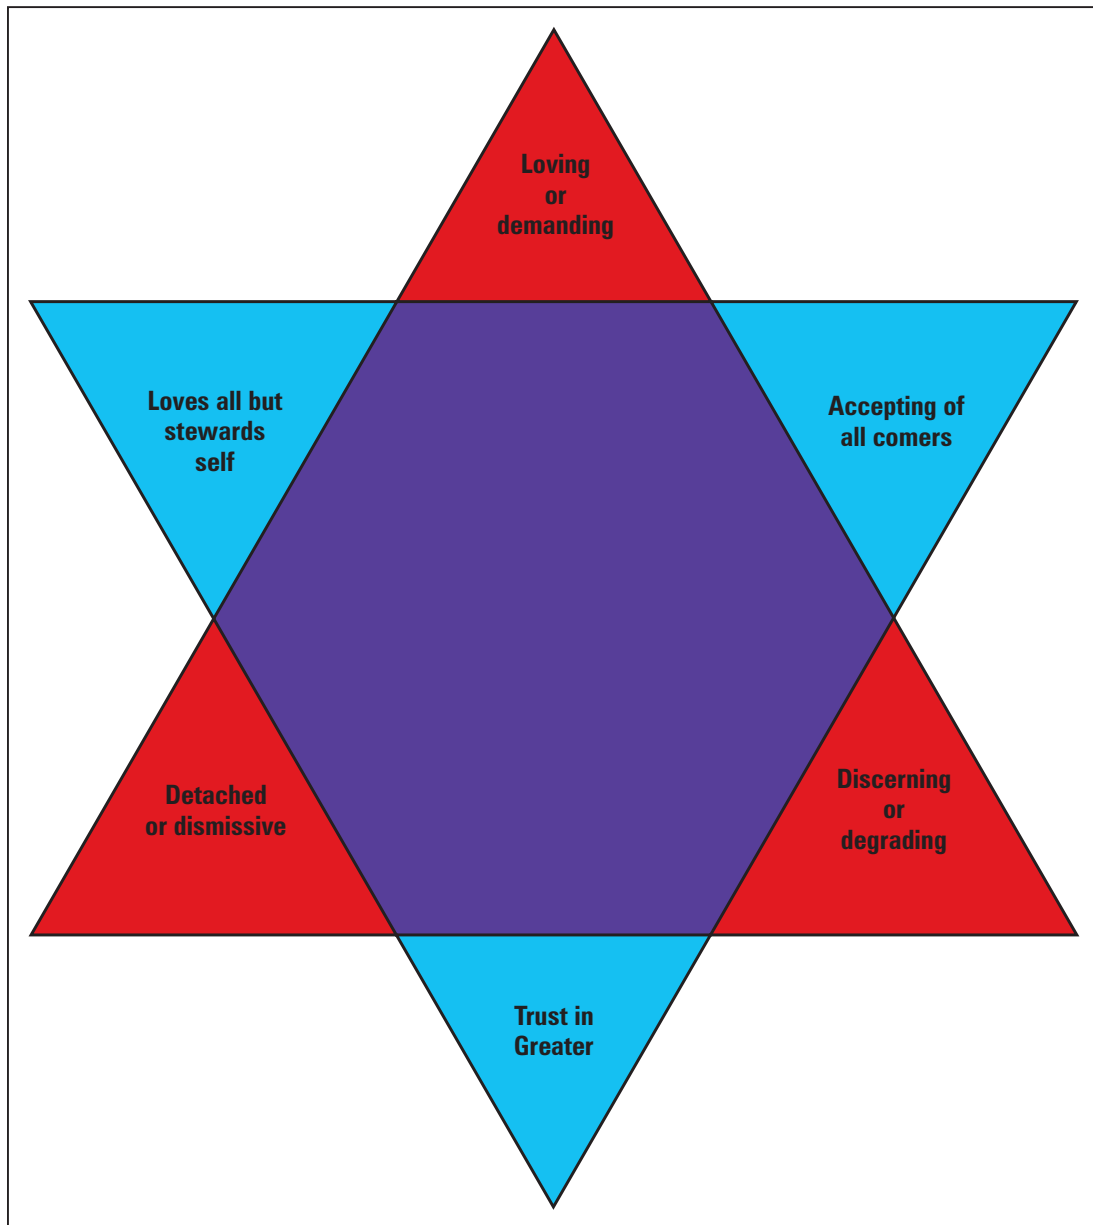 Loving
or
demanding
Loves all but
stewards
self
Accepting of
all comers
Detached
or dismissive
Discerning
or
degrading
Trust in
Greater